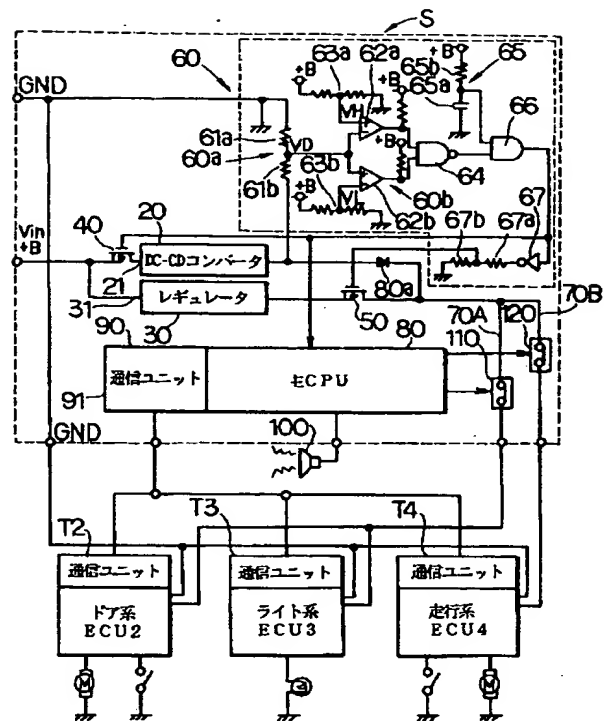 S
60
63a
62a
+B
65
65b
65a
+B
GND
VH
66
61a
VD
+B
60a
63b
64
61b
+B
VL
60b
67
20
62b
67b
67a
Vin
+B
40
21
DC-CDコンバータ
80a
70B
31
レギュレータ
50
70A
120
30
110
90
80
通信ユニット
ECPU
91
GND
100
T2
T3
T4
通信ユニット
通信ユニット
通信ユニット
ドア系
ECU2
ライト系
ECU3
走行系
ECU4
M
M